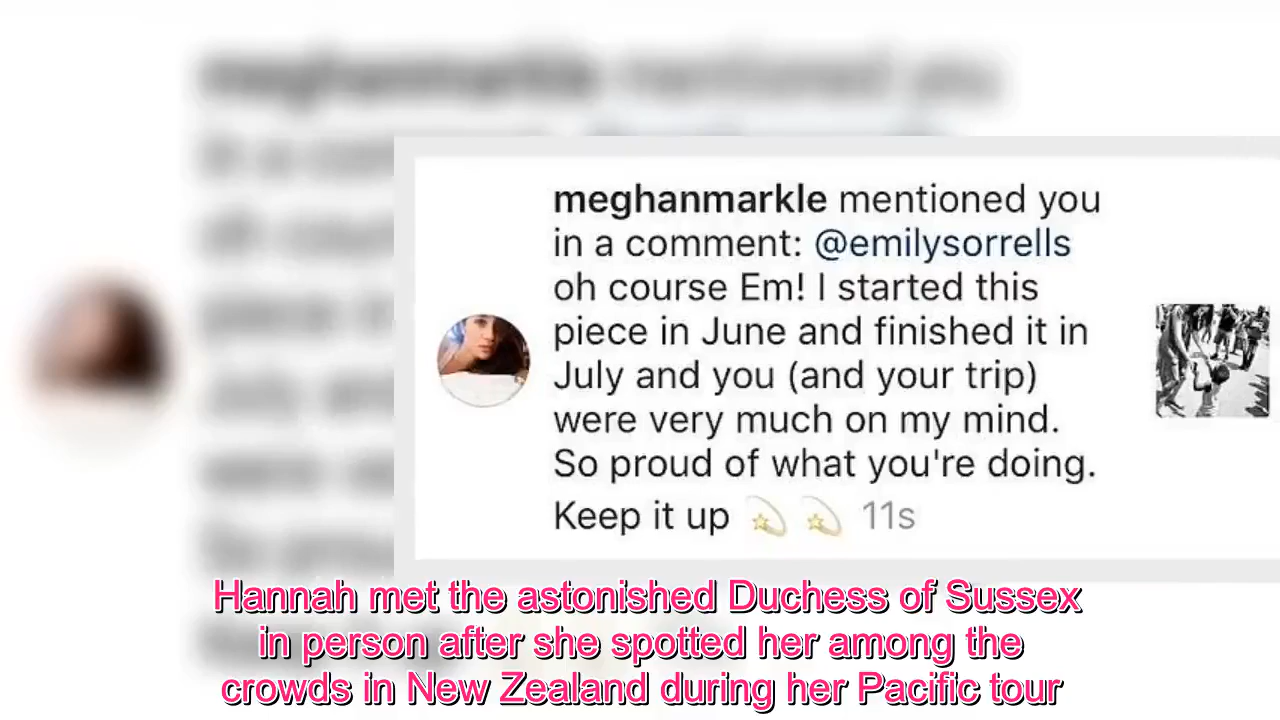 meghanmarkle mentioned you
in a comment: @emilysorrells
oh course Em! I started this
piece in June and finished it in
July and you (and your trip)
were very much on my mind.
So proud of what you're doing.
Keep it up 💫 💫 11s
Hannah met the astonished Duchess of Sussex
in person after she spotted her among the
crowds in New Zealand during her Pacific tour